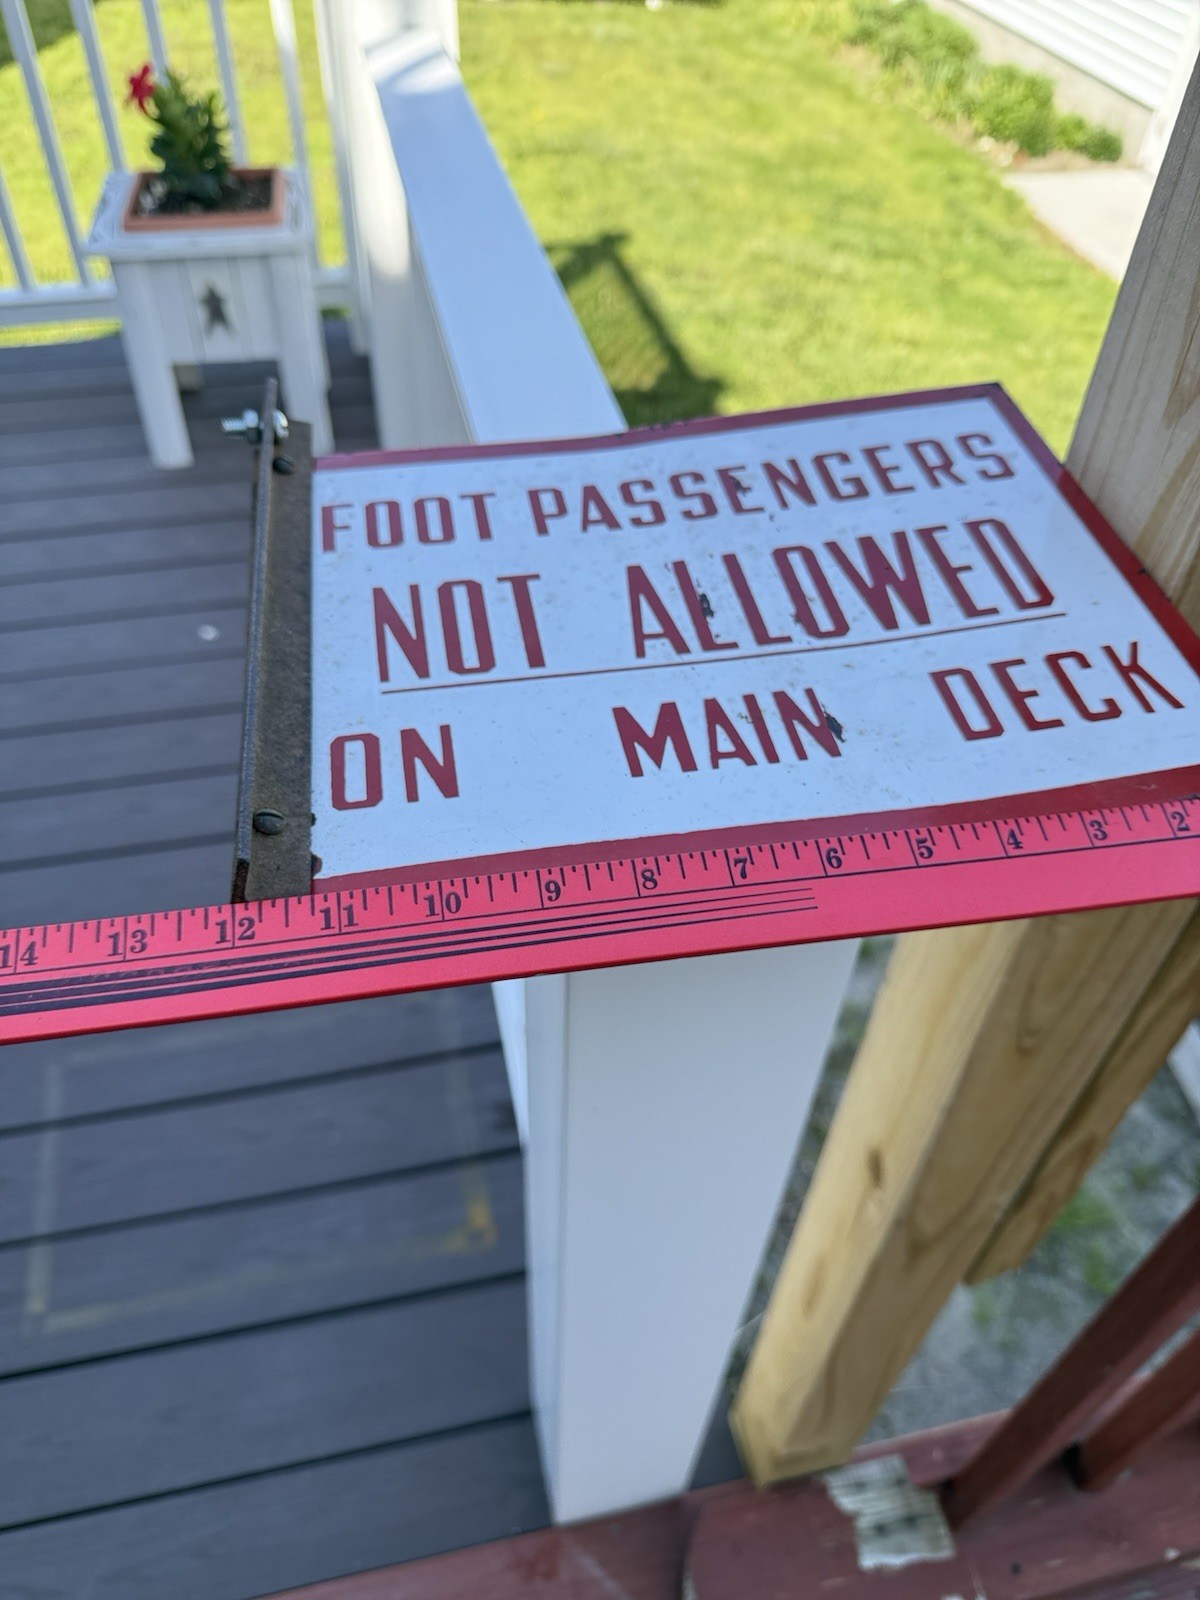 FOOT PASSENGERS
NOT ALLOWED
ON MAIN DECK
14 13 12 11 10 9 8 7 6 5 4 3 2